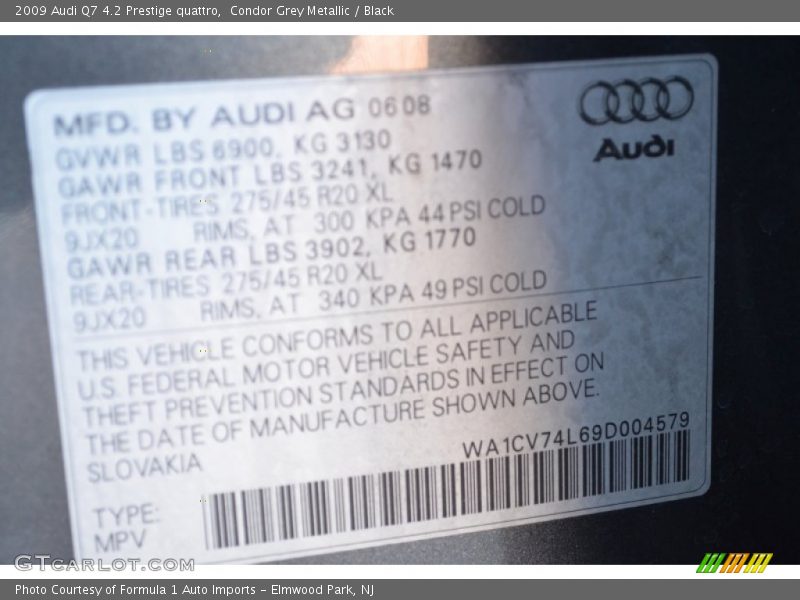 2009 Audi Q7 4.2 Prestige quattro,  Condor Grey Metallic / Black
MFD. BY AUDI AG 0608
GVWR LBS 6900, KG 3130
GAWR FRONT LBS 3241, KG 1470
FRONT-TIRES 275/45 R20 XL
9JX20 RIMS, AT 300 KPA 44 PSI COLD
GAWR REAR LBS 3902, KG 1770
REAR-TIRES 275/45 R20 XL
9JX20 RIMS, AT 340 KPA 49 PSI COLD
Audi
THIS VEHICLE CONFORMS TO ALL APPLICABLE
U.S. FEDERAL MOTOR VEHICLE SAFETY AND
THEFT PREVENTION STANDARDS IN EFFECT ON
THE DATE OF MANUFACTURE SHOWN ABOVE.
SLOVAKIA
WA1CV74L69D004579
TYPE:
MPV
GTcarlot.com
Photo Courtesy of Formula 1 Auto Imports - Elmwood Park, NJ